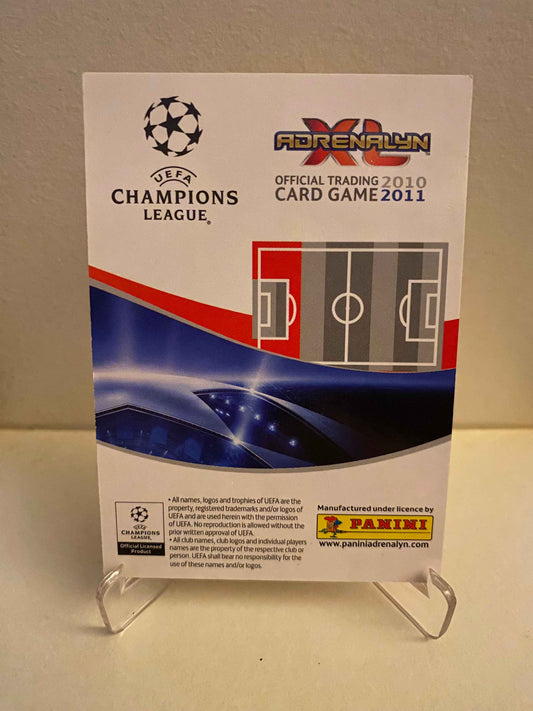 UEFA
CHAMPIONS
LEAGUE®
ADRENALYN XL™
OFFICIAL TRADING 2010
CARD GAME 2011
• All names, logos and trophies of UEFA are the
property, registered trademarks and/or logos of
UEFA and are used herein with the permission
of UEFA. No reproduction is allowed without the
prior written approval of UEFA.
• All club names, club logos and individual players
names are the property of the respective club or
person. UEFA shall bear no responsibility for the
use of these names and/or logos.
UEFA
CHAMPIONS
LEAGUE
Official Licensed
Product
Manufactured under licence by
PANINI
www.paniniadrenalyn.com